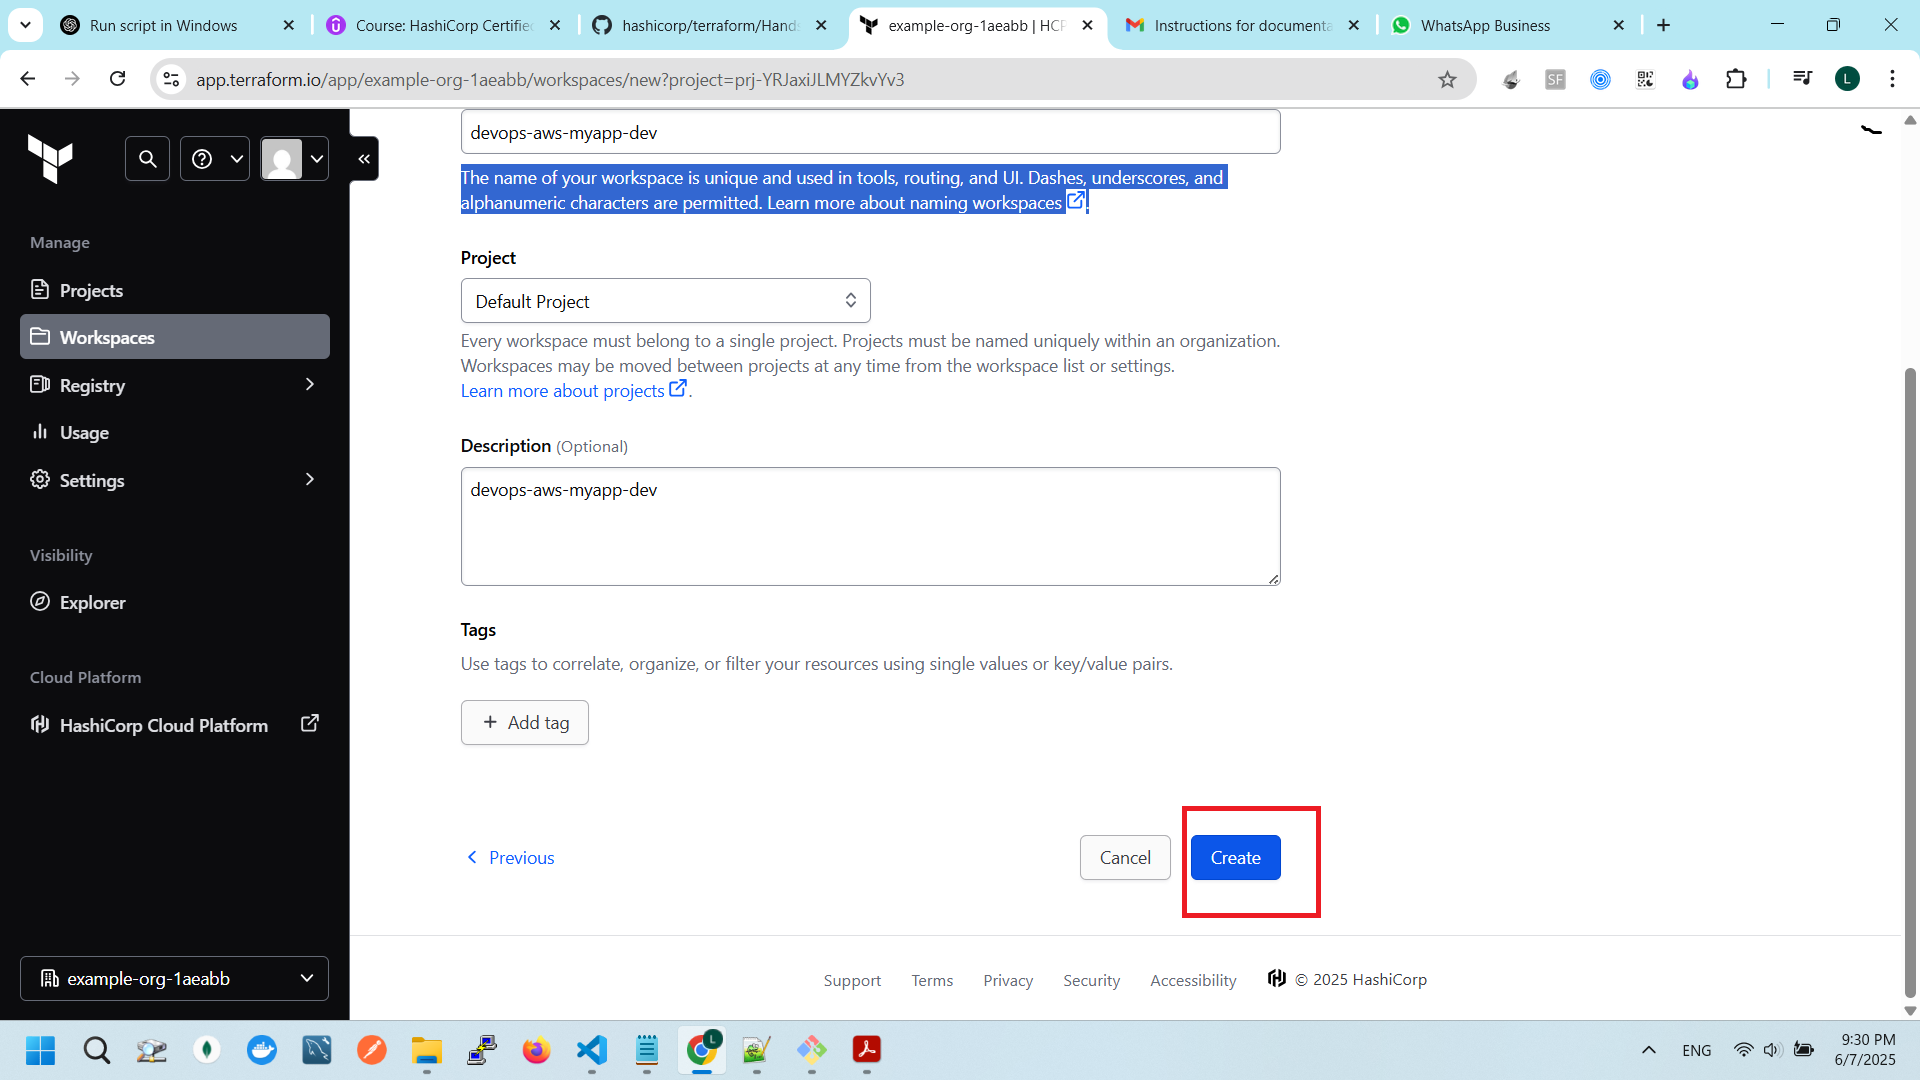 Run script in Windows
Course: HashiCorp Certifie
hashicorp/terraform/Hands
example-org-1aeabb | HCP
Instructions for documenta
WhatsApp Business
app.terraform.io/app/example-org-1aeabb/workspaces/new?project=prj-YRJaxiJLMYZkvYv3
SF
L
devops-aws-myapp-dev
The name of your workspace is unique and used in tools, routing, and UI. Dashes, underscores, and
alphanumeric characters are permitted. Learn more about naming workspaces.
Project
Default Project
Every workspace must belong to a single project. Projects must be named uniquely within an organization.
Workspaces may be moved between projects at any time from the workspace list or settings.
Learn more about projects.
Description (Optional)
devops-aws-myapp-dev
Tags
Use tags to correlate, organize, or filter your resources using single values or key/value pairs.
+ Add tag
Previous
Cancel
Create
Manage
Projects
Workspaces
Registry
Usage
Settings
Visibility
Explorer
Cloud Platform
HashiCorp Cloud Platform
example-org-1aeabb
Support
Terms
Privacy
Security
Accessibility
© 2025 HashiCorp
L
ENG
9:30 PM
6/7/2025